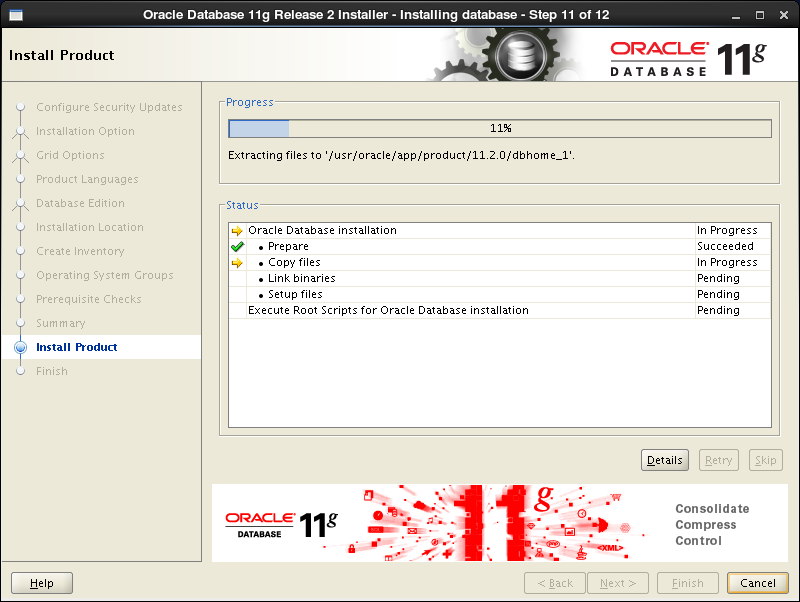 Oracle Database 11g Release 2 Installer - Installing database - Step 11 of 12
Install Product
ORACLE
DATABASE 11g
Configure Security Updates
Installation Option
Grid Options
Product Languages
Database Edition
Installation Location
Create Inventory
Operating System Groups
Prerequisite Checks
Summary
Install Product
Finish
Progress
11%
Extracting files to '/usr/oracle/app/product/11.2.0/dbhome_1'.
Status
Oracle Database installation In Progress
Prepare Succeeded
Copy files In Progress
Link binaries Pending
Setup files Pending
Execute Root Scripts for Oracle Database installation Pending
Details Retry Skip
ORACLE
DATABASE 11g
11g
<XML>
Consolidate
Compress
Control
Help < Back Next > Finish Cancel